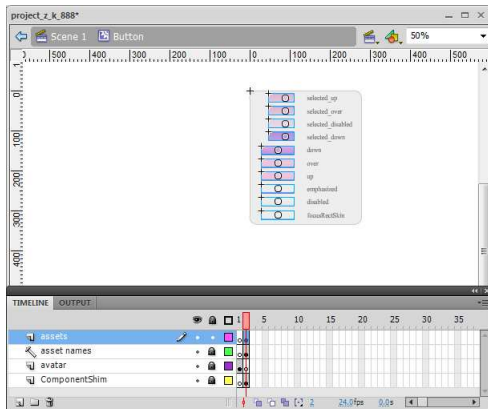 project_z_k_888*
Scene 1 Button 50%
500 400 300 200 100 0 100 200 300 400 500
0
100
200
300
400
selected_up
selected_over
selected_disabled
selected_down
down
over
up
emphasized
disabled
focusRectSkin
TIMELINE OUTPUT
1 5 10 15 20 25 30 35
assets
asset names
avatar
ComponentShim
2 24.0fps 0.0s